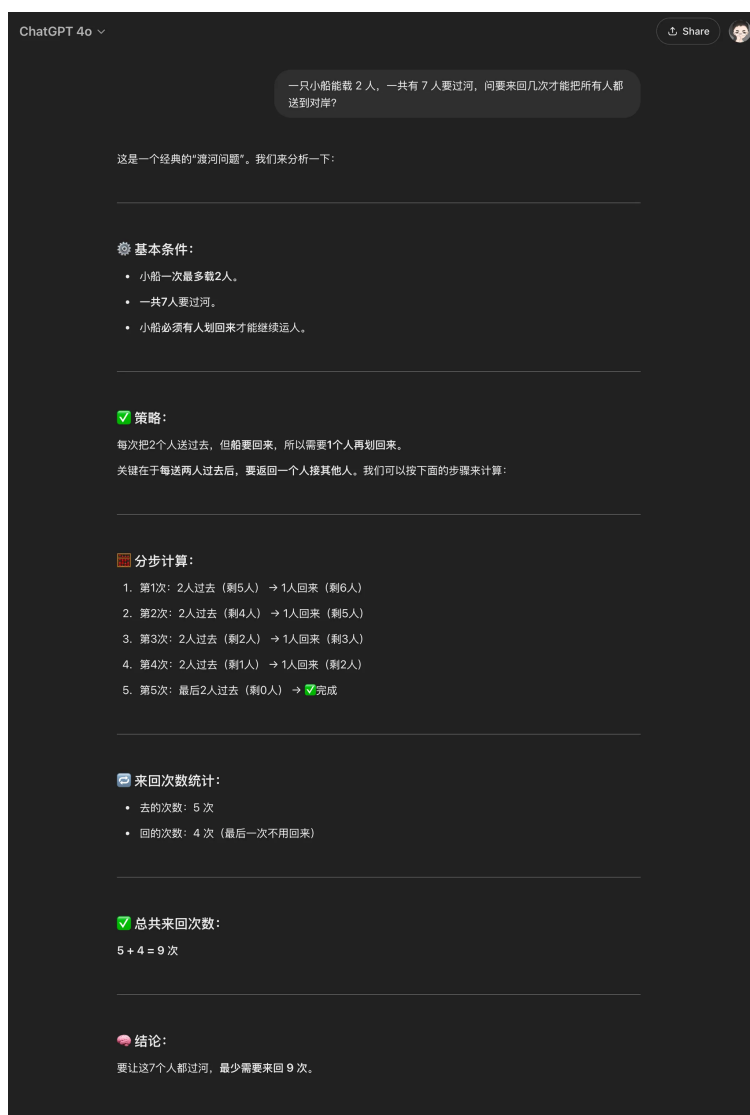 ChatGPT 4o
Share
一只小船能载 2 人，一共有 7 人要过河，问要来回几次才能把所有人都
送到对岸？
这是一个经典的“渡河问题”。我们来分析一下：
⚙️ 基本条件：
• 小船一次最多载2人。
• 一共7人要过河。
• 小船必须有人划回来才能继续运人。
✅ 策略：
每次把2个人送过去，但船要回来，所以需要1个人再划回来。
关键在于每送两人过去后，要返回一个人接其他人。我们可以按下面的步骤来计算：
🧮 分步计算：
1. 第1次：2人过去（剩5人） → 1人回来（剩6人）
2. 第2次：2人过去（剩4人） → 1人回来（剩5人）
3. 第3次：2人过去（剩2人） → 1人回来（剩3人）
4. 第4次：2人过去（剩1人） → 1人回来（剩2人）
5. 第5次：最后2人过去（剩0人） → ✅完成
🔁 来回次数统计：
• 去的次数：5 次
• 回的次数：4 次（最后一次不用回来）
✅ 总共来回次数：
5 + 4 = 9 次
🧠 结论：
要让这7个人都过河，最少需要来回 9 次。